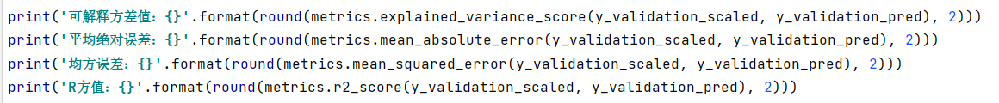 print('可解释方差值：{}'.format(round(metrics.explained_variance_score(y_validation_scaled, y_validation_pred), 2)))
print('平均绝对误差：{}'.format(round(metrics.mean_absolute_error(y_validation_scaled, y_validation_pred), 2)))
print('均方误差：{}'.format(round(metrics.mean_squared_error(y_validation_scaled, y_validation_pred), 2)))
print('R方值：{}'.format(round(metrics.r2_score(y_validation_scaled, y_validation_pred), 2)))